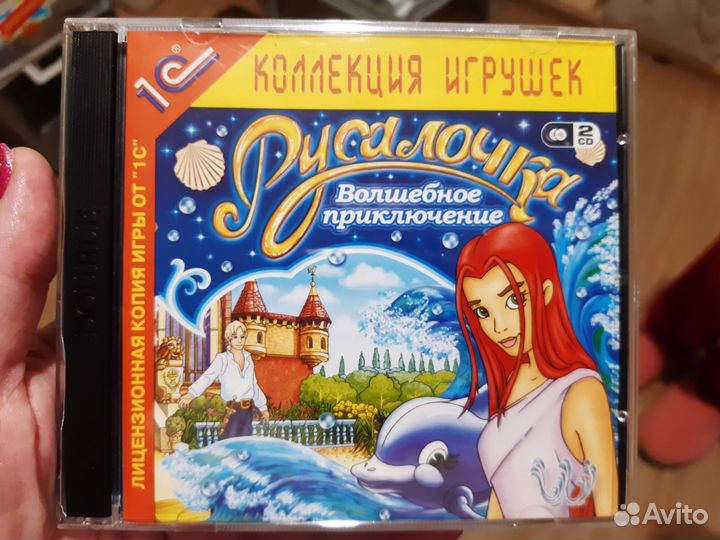 1С®
КОЛЛЕКЦИЯ ИГРУШЕК
Русалочка
Волшебное
приключение
2
CD
ЛИЦЕНЗИОННАЯ КОПИЯ ИГРЫ ОТ "1С"
Avito